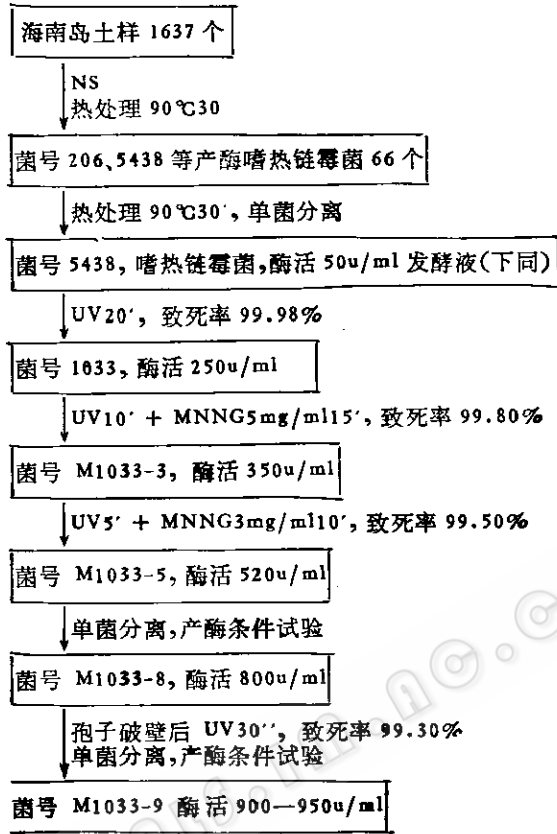 海南岛土样 1637 个
NS
热处理 90℃30
菌号 206、5438 等产酶嗜热链霉菌 66 个
热处理 90℃30′, 单菌分离
菌号 5438, 嗜热链霉菌,酶活 50u/ml 发酵液(下同)
UV20′, 致死率 99.98%
菌号 1033, 酶活 250u/ml
UV10′ + MNNG5mg/ml15′, 致死率 99.80%
菌号 M1033-3, 酶活 350u/ml
UV5′ + MNNG3mg/ml10′, 致死率 99.50%
菌号 M1033-5, 酶活 520u/ml
单菌分离,产酶条件试验
菌号 M1033-8, 酶活 800u/ml
孢子破壁后 UV30′′, 致死率 99.30%
单菌分离,产酶条件试验
菌号 M1033-9 酶活 900—950u/ml